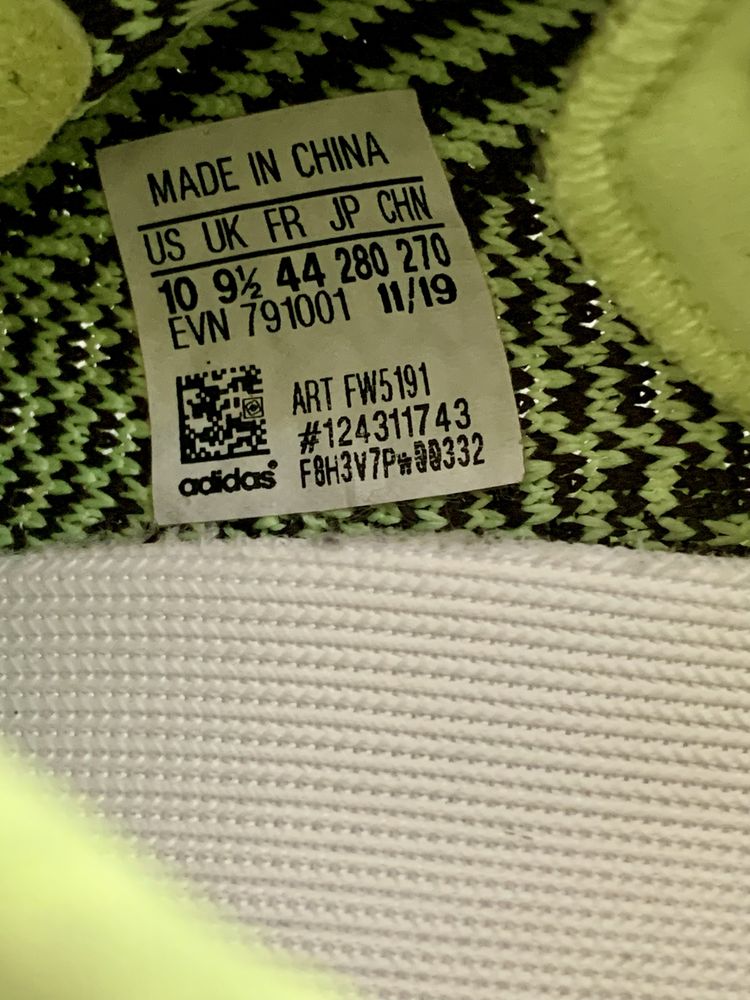 MADE IN CHINA
US UK FR JP CHN
10 9½ 44 280 270
EVN 791001 11/19
ART FW5191
#124311743
adidas®